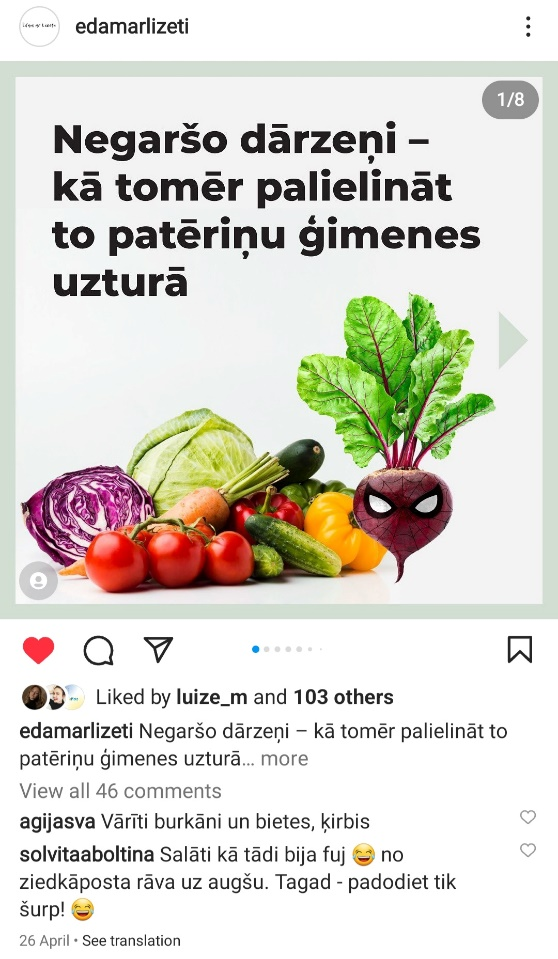 edamarlizeti
1/8
Negaršo dārzeņi –
kā tomēr palielināt
to patēriņu ģimenes
uzturā
Liked by luize_m and 103 others
edamarlizeti Negaršo dārzeņi – kā tomēr palielināt to
patēriņu ģimenes uzturā… more
View all 46 comments
agijasva Vārīti burkāni un bietes, ķirbis
solvitaaboltina Salāti kā tādi bija fuj 😂 no
ziedkāposta rāva uz augšu. Tagad - padodiet tik
šurp! 😂
26 April • See translation